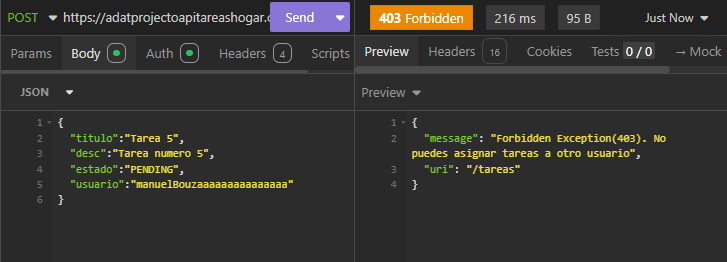 POST https://adatprojectoapitareashogar. Send 403 Forbidden 216 ms 95 B Just Now
Params Body Auth Headers 4 Scripts
Preview Headers 16 Cookies Tests 0 / 0 → Mock
JSON
Preview
1 {
2 "titulo":"Tarea 5",
3 "desc":"Tarea numero 5",
4 "estado":"PENDING",
5 "usuario":"manuelBouzaaaaaaaaaaaaaaa"
6 }
1 {
2 "message": "Forbidden Exception(403). No
puedes asignar tareas a otro usuario",
3 "uri": "/tareas"
4 }